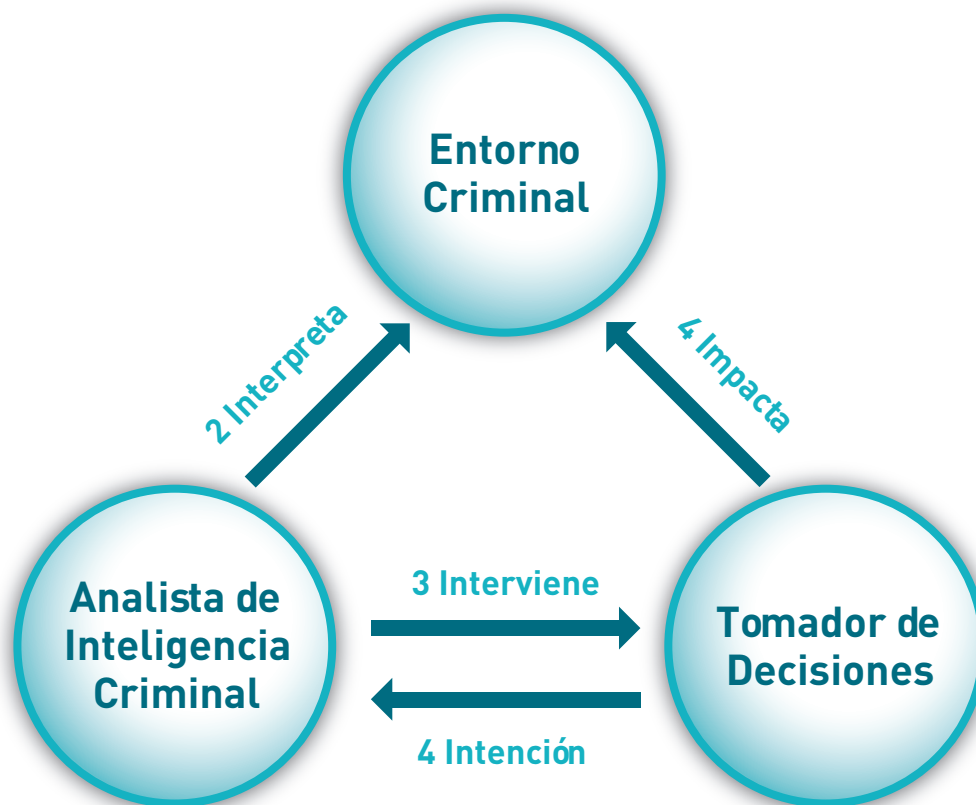 Entorno
Criminal
2 Interpreta
4 Impacta
Analista de
Inteligencia
Criminal
3 Interviene
4 Intención
Tomador de
Decisiones